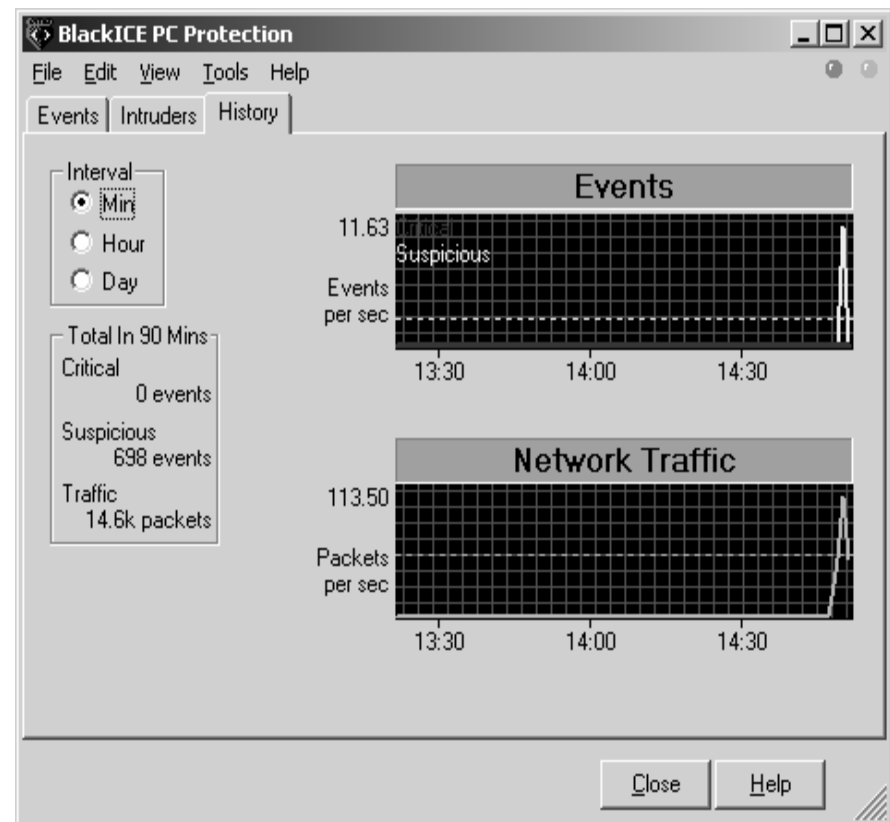 BlackICE PC Protection
File Edit View Tools Help
Events Intruders History
Interval
Min
Hour
Day
Total In 90 Mins
Critical
0 events
Suspicious
698 events
Traffic
14.6k packets
Events
11.63
Critical
Suspicious
Events
per sec
13:30 14:00 14:30
Network Traffic
113.50
Packets
per sec
13:30 14:00 14:30
Close Help